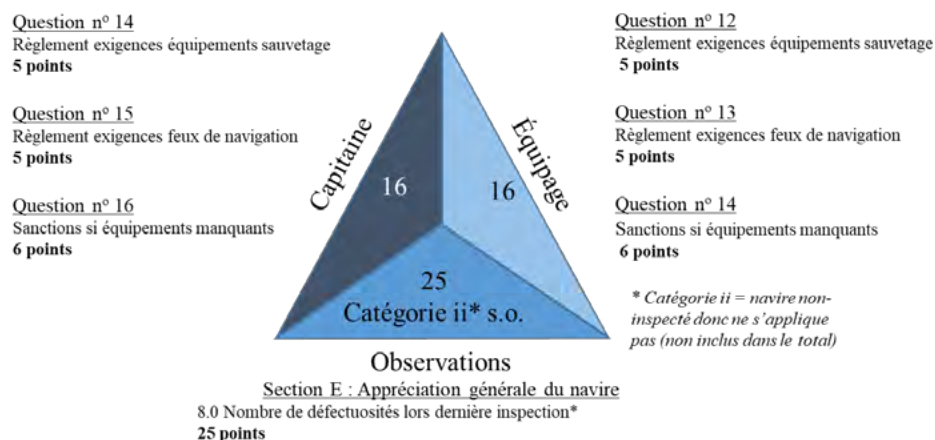 Question nº 14
Règlement exigences équipements sauvetage
5 points
Question nº 15
Règlement exigences feux de navigation
5 points
Question nº 16
Sanctions si équipements manquants
6 points
Capitaine
16
Équipage
16
25
Catégorie ii* s.o.
Question nº 12
Règlement exigences équipements sauvetage
5 points
Question nº 13
Règlement exigences feux de navigation
5 points
Question nº 14
Sanctions si équipements manquants
6 points
* Catégorie ii = navire non-
inspecté donc ne s’applique
pas (non inclus dans le total)
Observations
Section E : Appréciation générale du navire
8.0 Nombre de défectuosités lors dernière inspection*
25 points